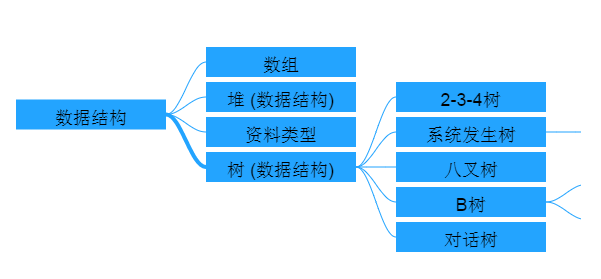 数据结构
数组
堆 (数据结构)
资料类型
树 (数据结构)
2-3-4树
系统发生树
八叉树
B树
对话树